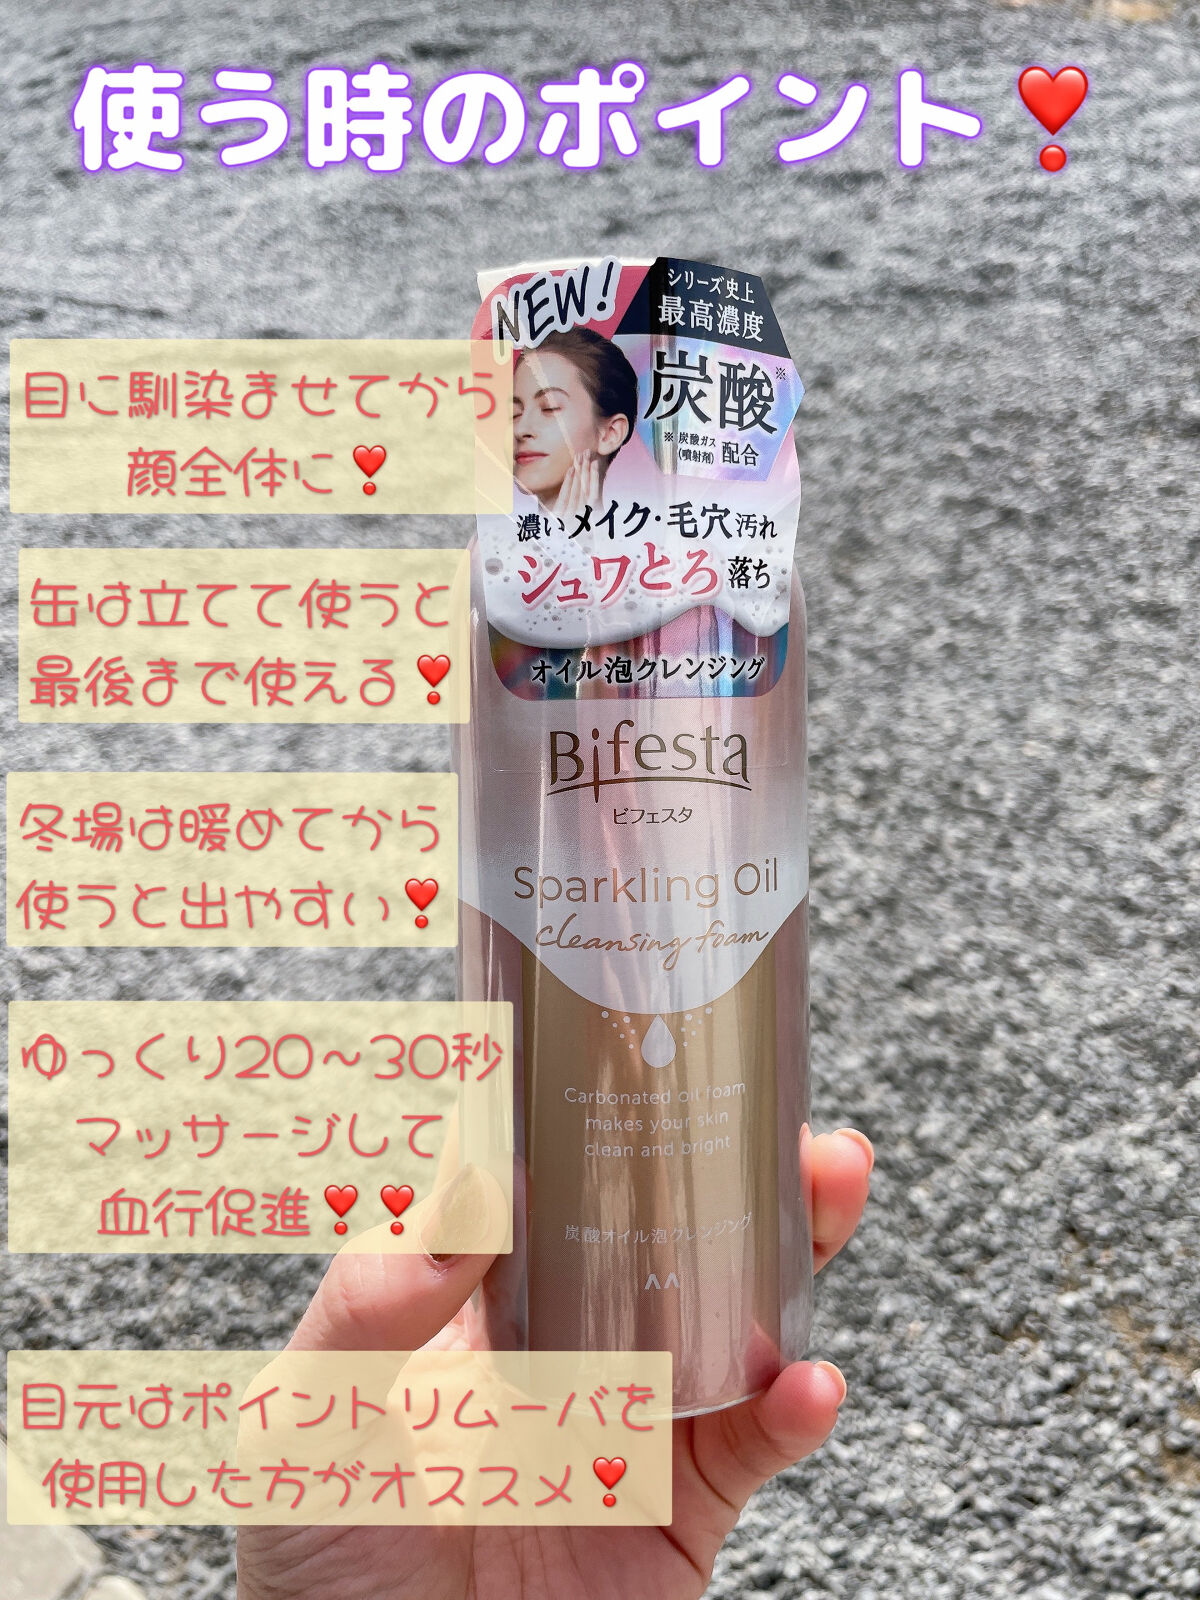 使う時のポイント❣
NEW!
シリーズ史上
最高濃度
炭酸※
※炭酸ガス
(噴射剤)
配合
濃いメイク・毛穴汚れ
シュワとろ落ち
オイル泡クレンジング
Bifesta
ビフェスタ
Sparkling Oil
cleansing foam
Carbonated oil foam
makes your skin
clean and bright
炭酸オイル泡クレンジング
目に馴染ませてから
顔全体に❣
缶は立てて使うと
最後まで使える❣
冬場は暖めてから
使うと出やすい❣
ゆっくり20〜30秒
マッサージして
血行促進❣❣
目元はポイントリムーバを
使用した方がオススメ❣